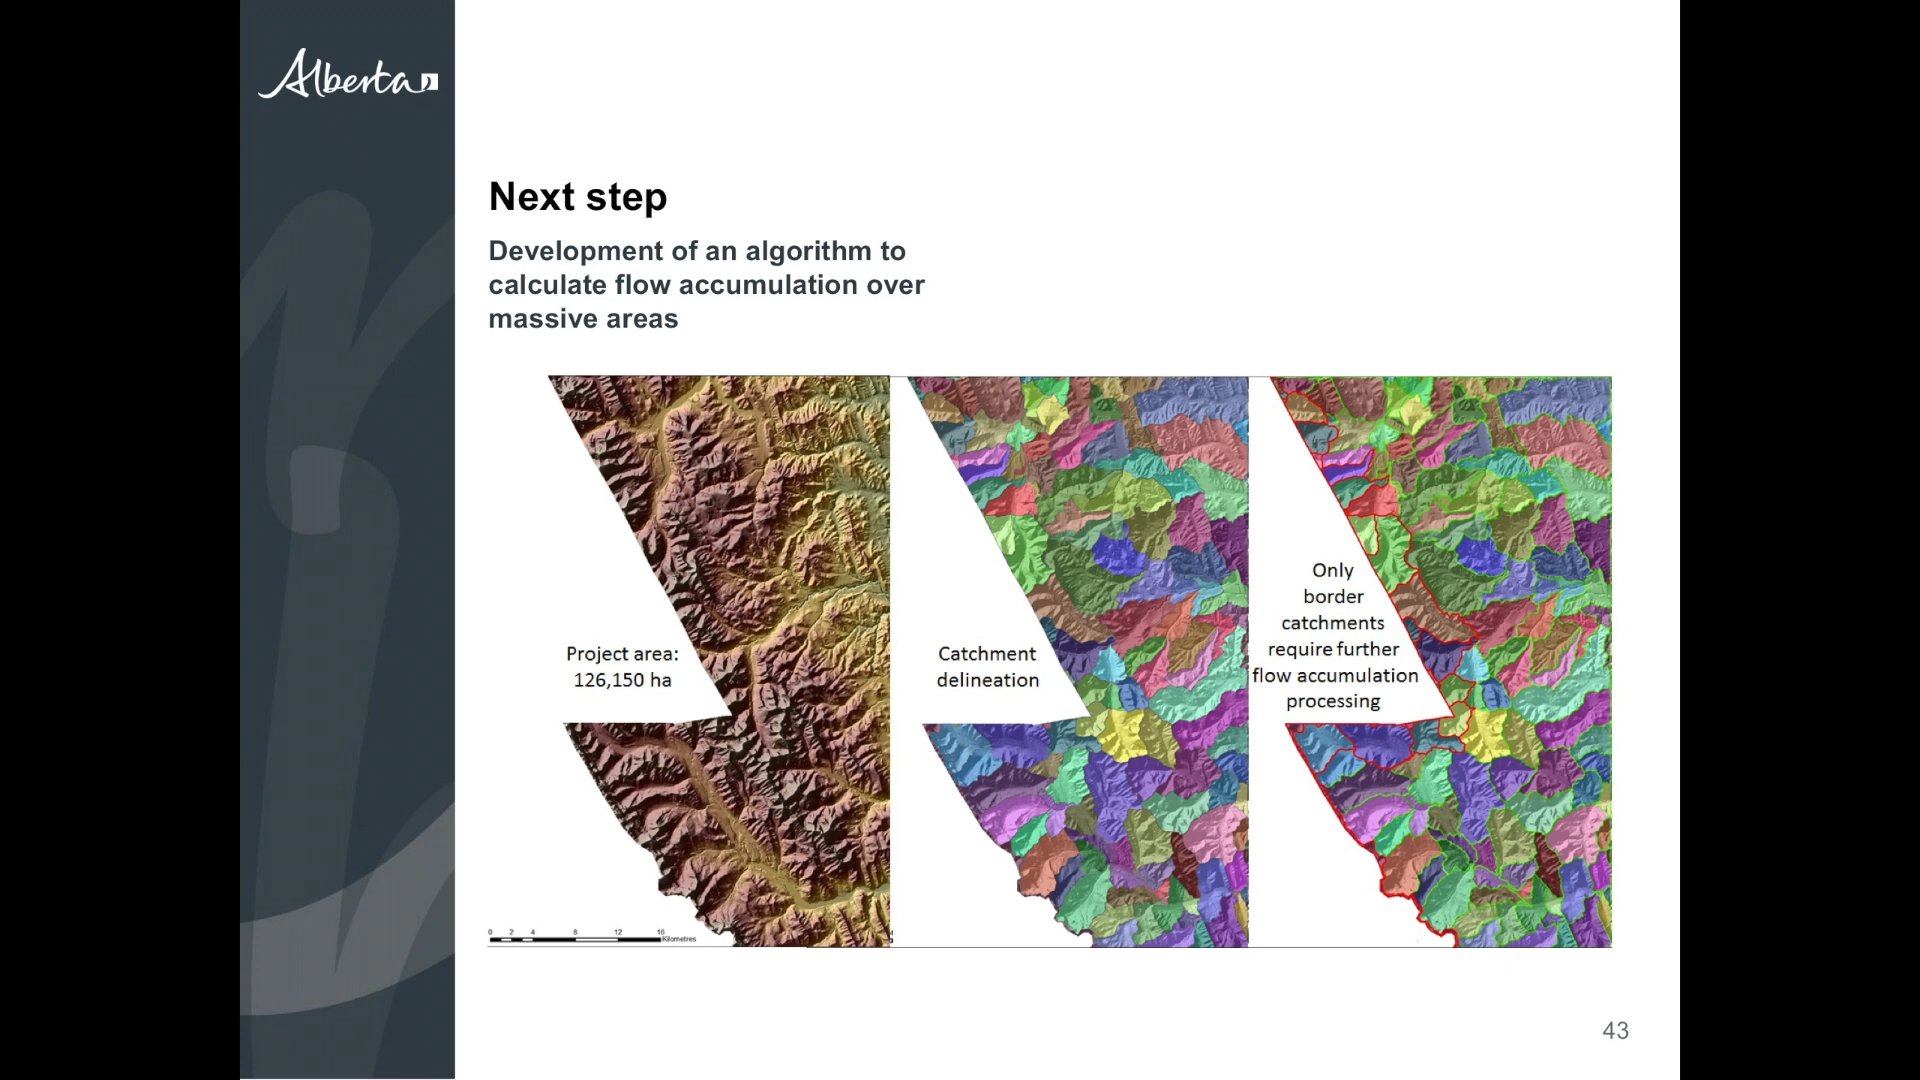 Alberta
Next step
Development of an algorithm to
calculate flow accumulation over
massive areas
Project area:
126,150 ha
Catchment
delineation
Only
border
catchments
require further
flow accumulation
processing
0 2 4 8 12 16
Kilometres
43